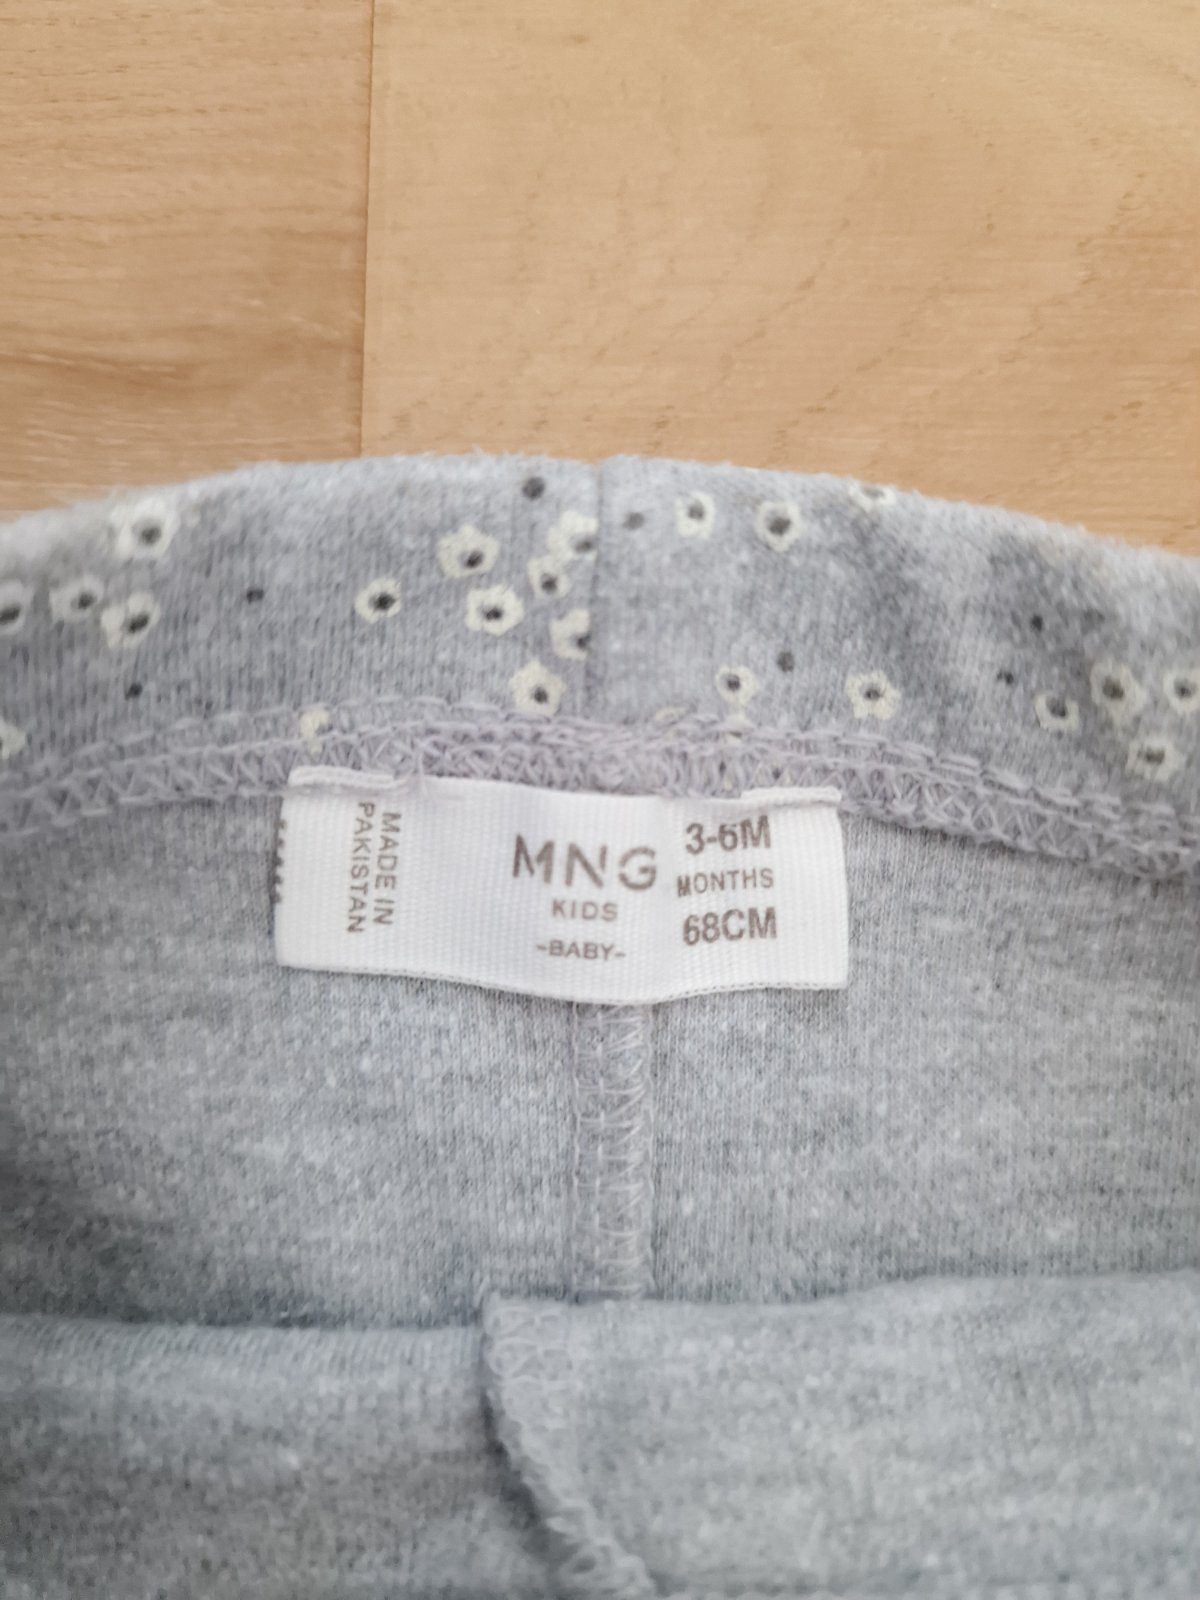 MADE IN
PAKISTAN
MNG
KIDS
-BABY-
3-6M
MONTHS
68CM